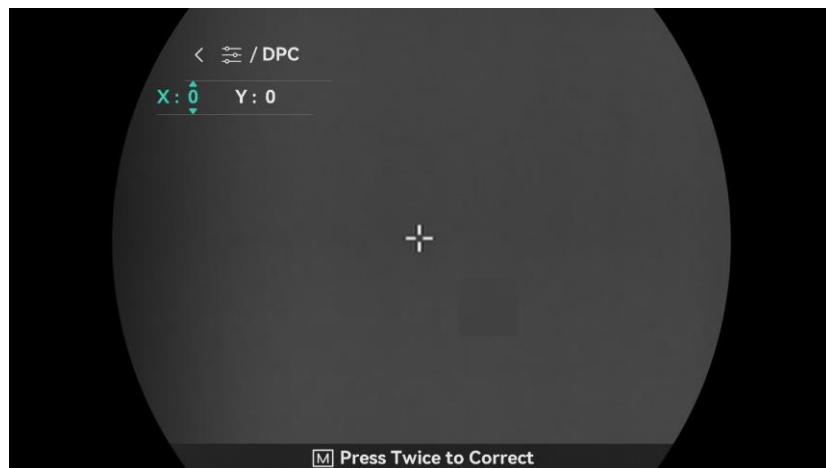 < / DPC
X : 0 Y : 0
M Press Twice to Correct